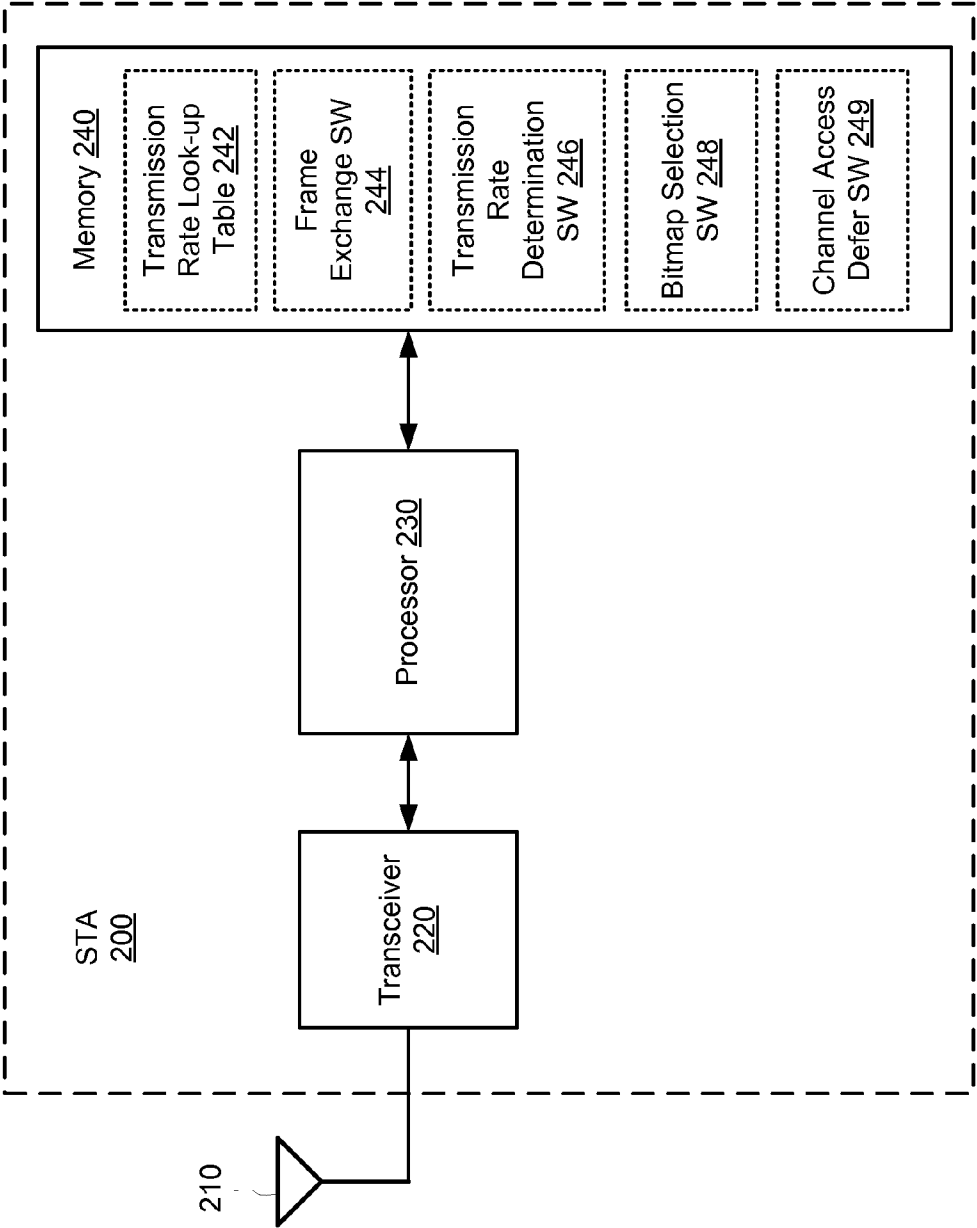 STA
200
210
Transceiver
220
Processor 230
Memory 240
Transmission
Rate Look-up
Table 242
Frame
Exchange SW
244
Transmission
Rate
Determination
SW 246
Bitmap Selection
SW 248
Channel Access
Defer SW 249